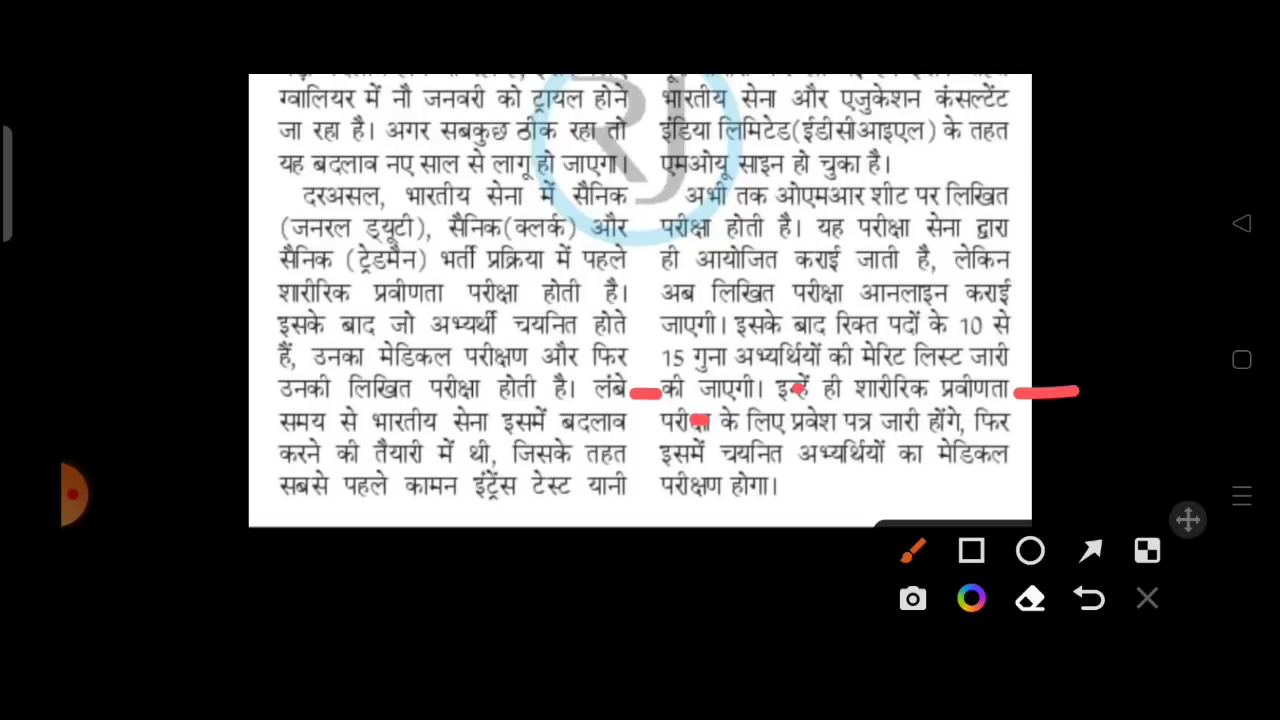 ग्वालियर में नौ जनवरी को ट्रायल होने
जा रहा है। अगर सबकुछ ठीक रहा तो
यह बदलाव नए साल से लागू हो जाएगा।
दरअसल, भारतीय सेना में सैनिक
(जनरल ड्यूटी), सैनिक(क्लर्क) और
सैनिक (ट्रेडमैन) भर्ती प्रक्रिया में पहले
शारीरिक प्रवीणता परीक्षा होती है।
इसके बाद जो अभ्यर्थी चयनित होते
हैं, उनका मेडिकल परीक्षण और फिर
उनकी लिखित परीक्षा होती है। लंबे
समय से भारतीय सेना इसमें बदलाव
करने की तैयारी में थी, जिसके तहत
सबसे पहले कामन इंट्रेंस टेस्ट यानी
भारतीय सेना और एजुकेशन कंसल्टेंट
इंडिया लिमिटेड(ईडीसीआइएल) के तहत
एमओयू साइन हो चुका है।
अभी तक ओएमआर शीट पर लिखित
परीक्षा होती है। यह परीक्षा सेना द्वारा
ही आयोजित कराई जाती है, लेकिन
अब लिखित परीक्षा आनलाइन कराई
जाएगी। इसके बाद रिक्त पदों के 10 से
15 गुना अभ्यर्थियों की मेरिट लिस्ट जारी
की जाएगी। इन्हें ही शारीरिक प्रवीणता
परीक्षा के लिए प्रवेश पत्र जारी होंगे, फिर
इसमें चयनित अभ्यर्थियों का मेडिकल
परीक्षण होगा।
RJ